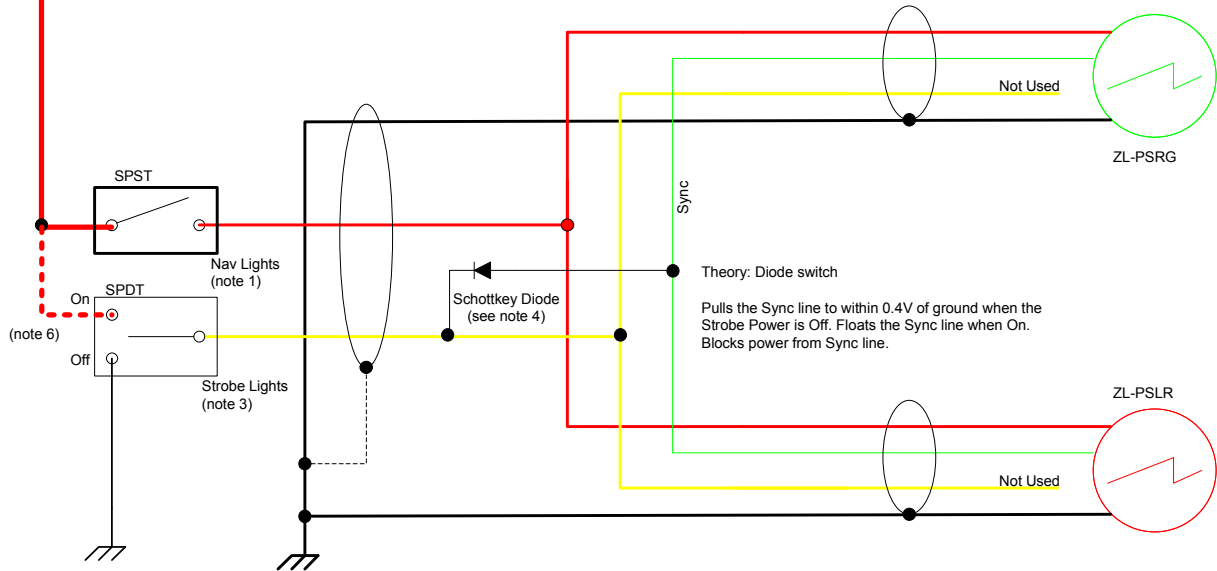 Not Used
ZL-PSRG
SPST
Sync
Nav Lights
(note 1)
Theory: Diode switch
SPDT
On
Schottkey Diode
(see note 4)
Pulls the Sync line to within 0.4V of ground when the
Strobe Power is Off. Floats the Sync line when On.
Blocks power from Sync line.
(note 6)
Off
Strobe Lights
(note 3)
ZL-PSLR
Not Used